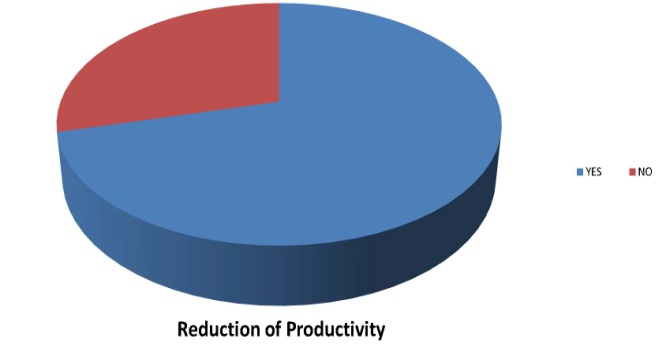 YES NO
Reduction of Productivity